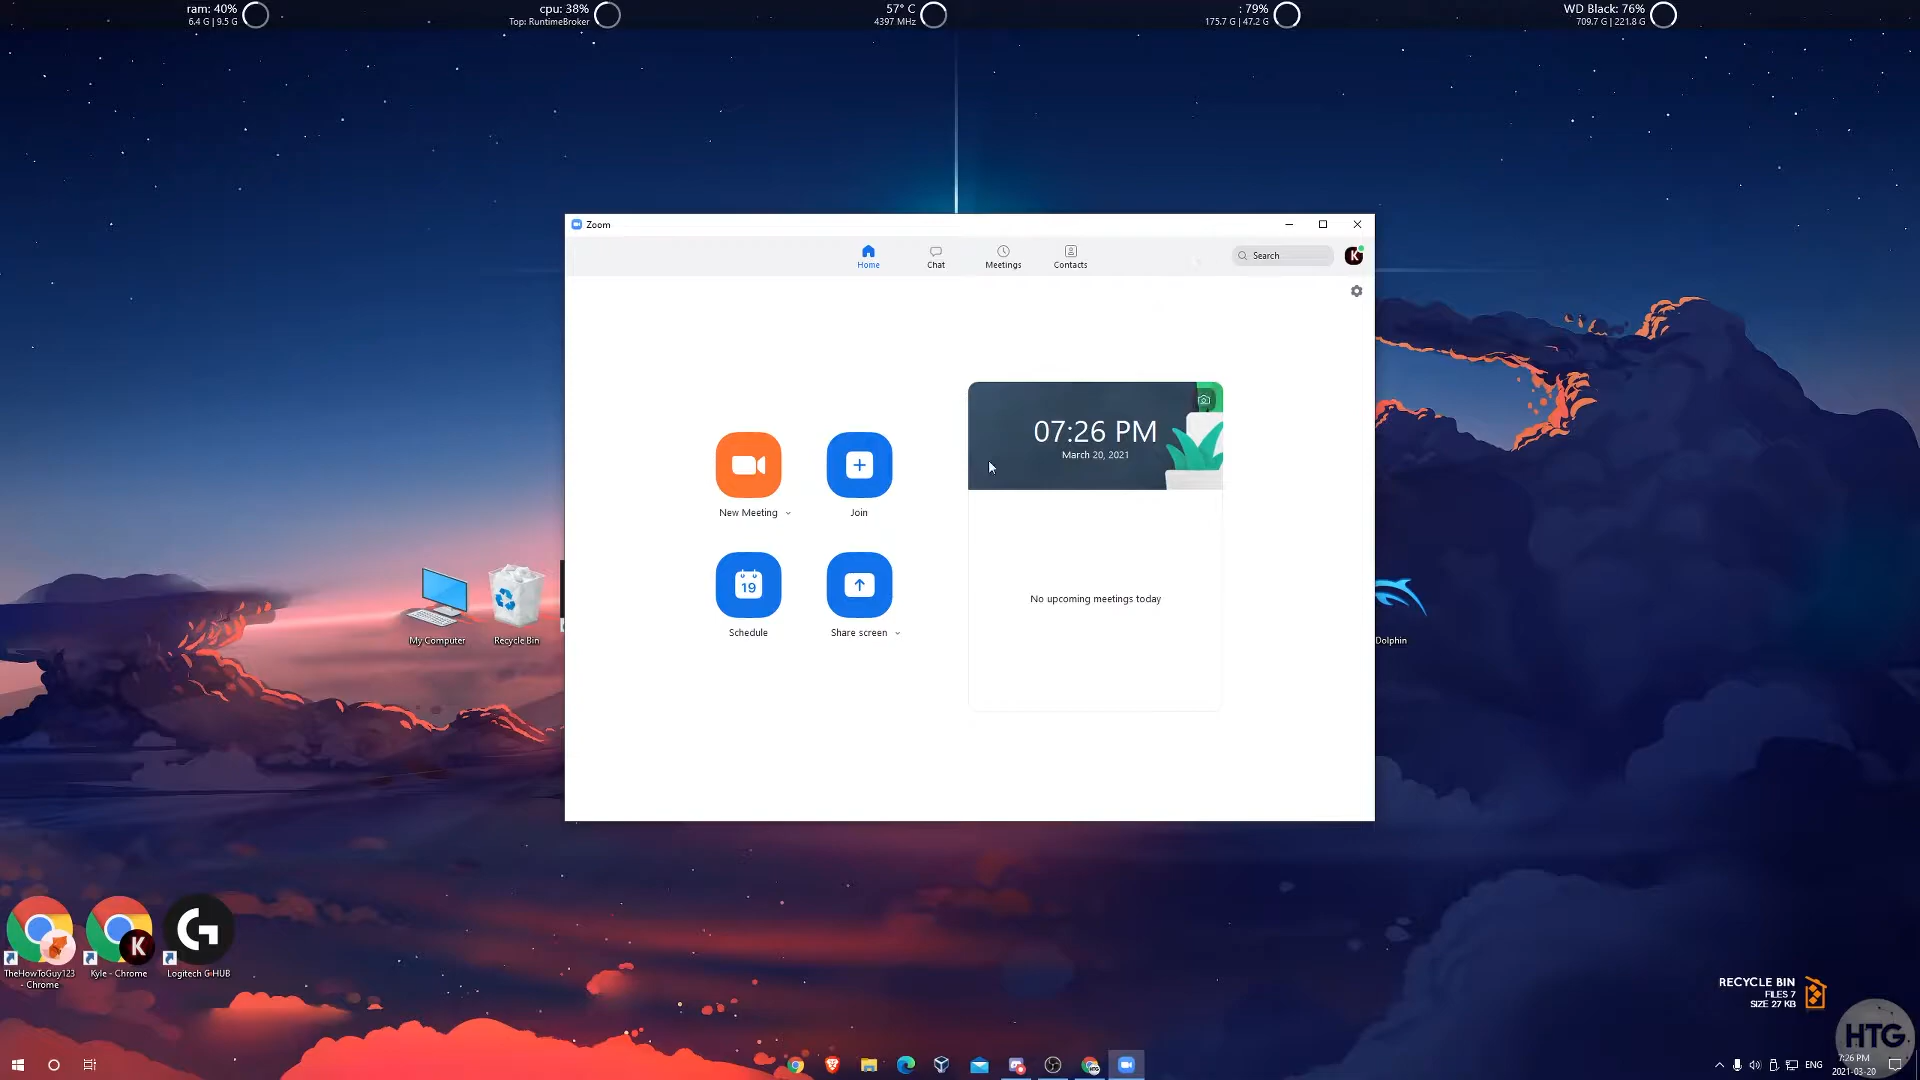 ram: 40%
6.4 G | 9.5 G
cpu: 38%
Top: RuntimeBroker
57° C
4397 MHz
: 79%
175.7 G | 47.2 G
WD Black: 76%
709.7 G | 221.8 G
Zoom
Home
Chat
Meetings
Contacts
Search
K
07:26 PM
March 20, 2021
New Meeting
Join
19
Schedule
Share screen
No upcoming meetings today
My Computer
Recycle Bin
Dolphin
K
TheHowToGuy123
- Chrome
Kyle - Chrome
Logitech G HUB
RECYCLE BIN
FILES 7
SIZE 27 KB
HTG
ENG
7:26 PM
2021-03-20